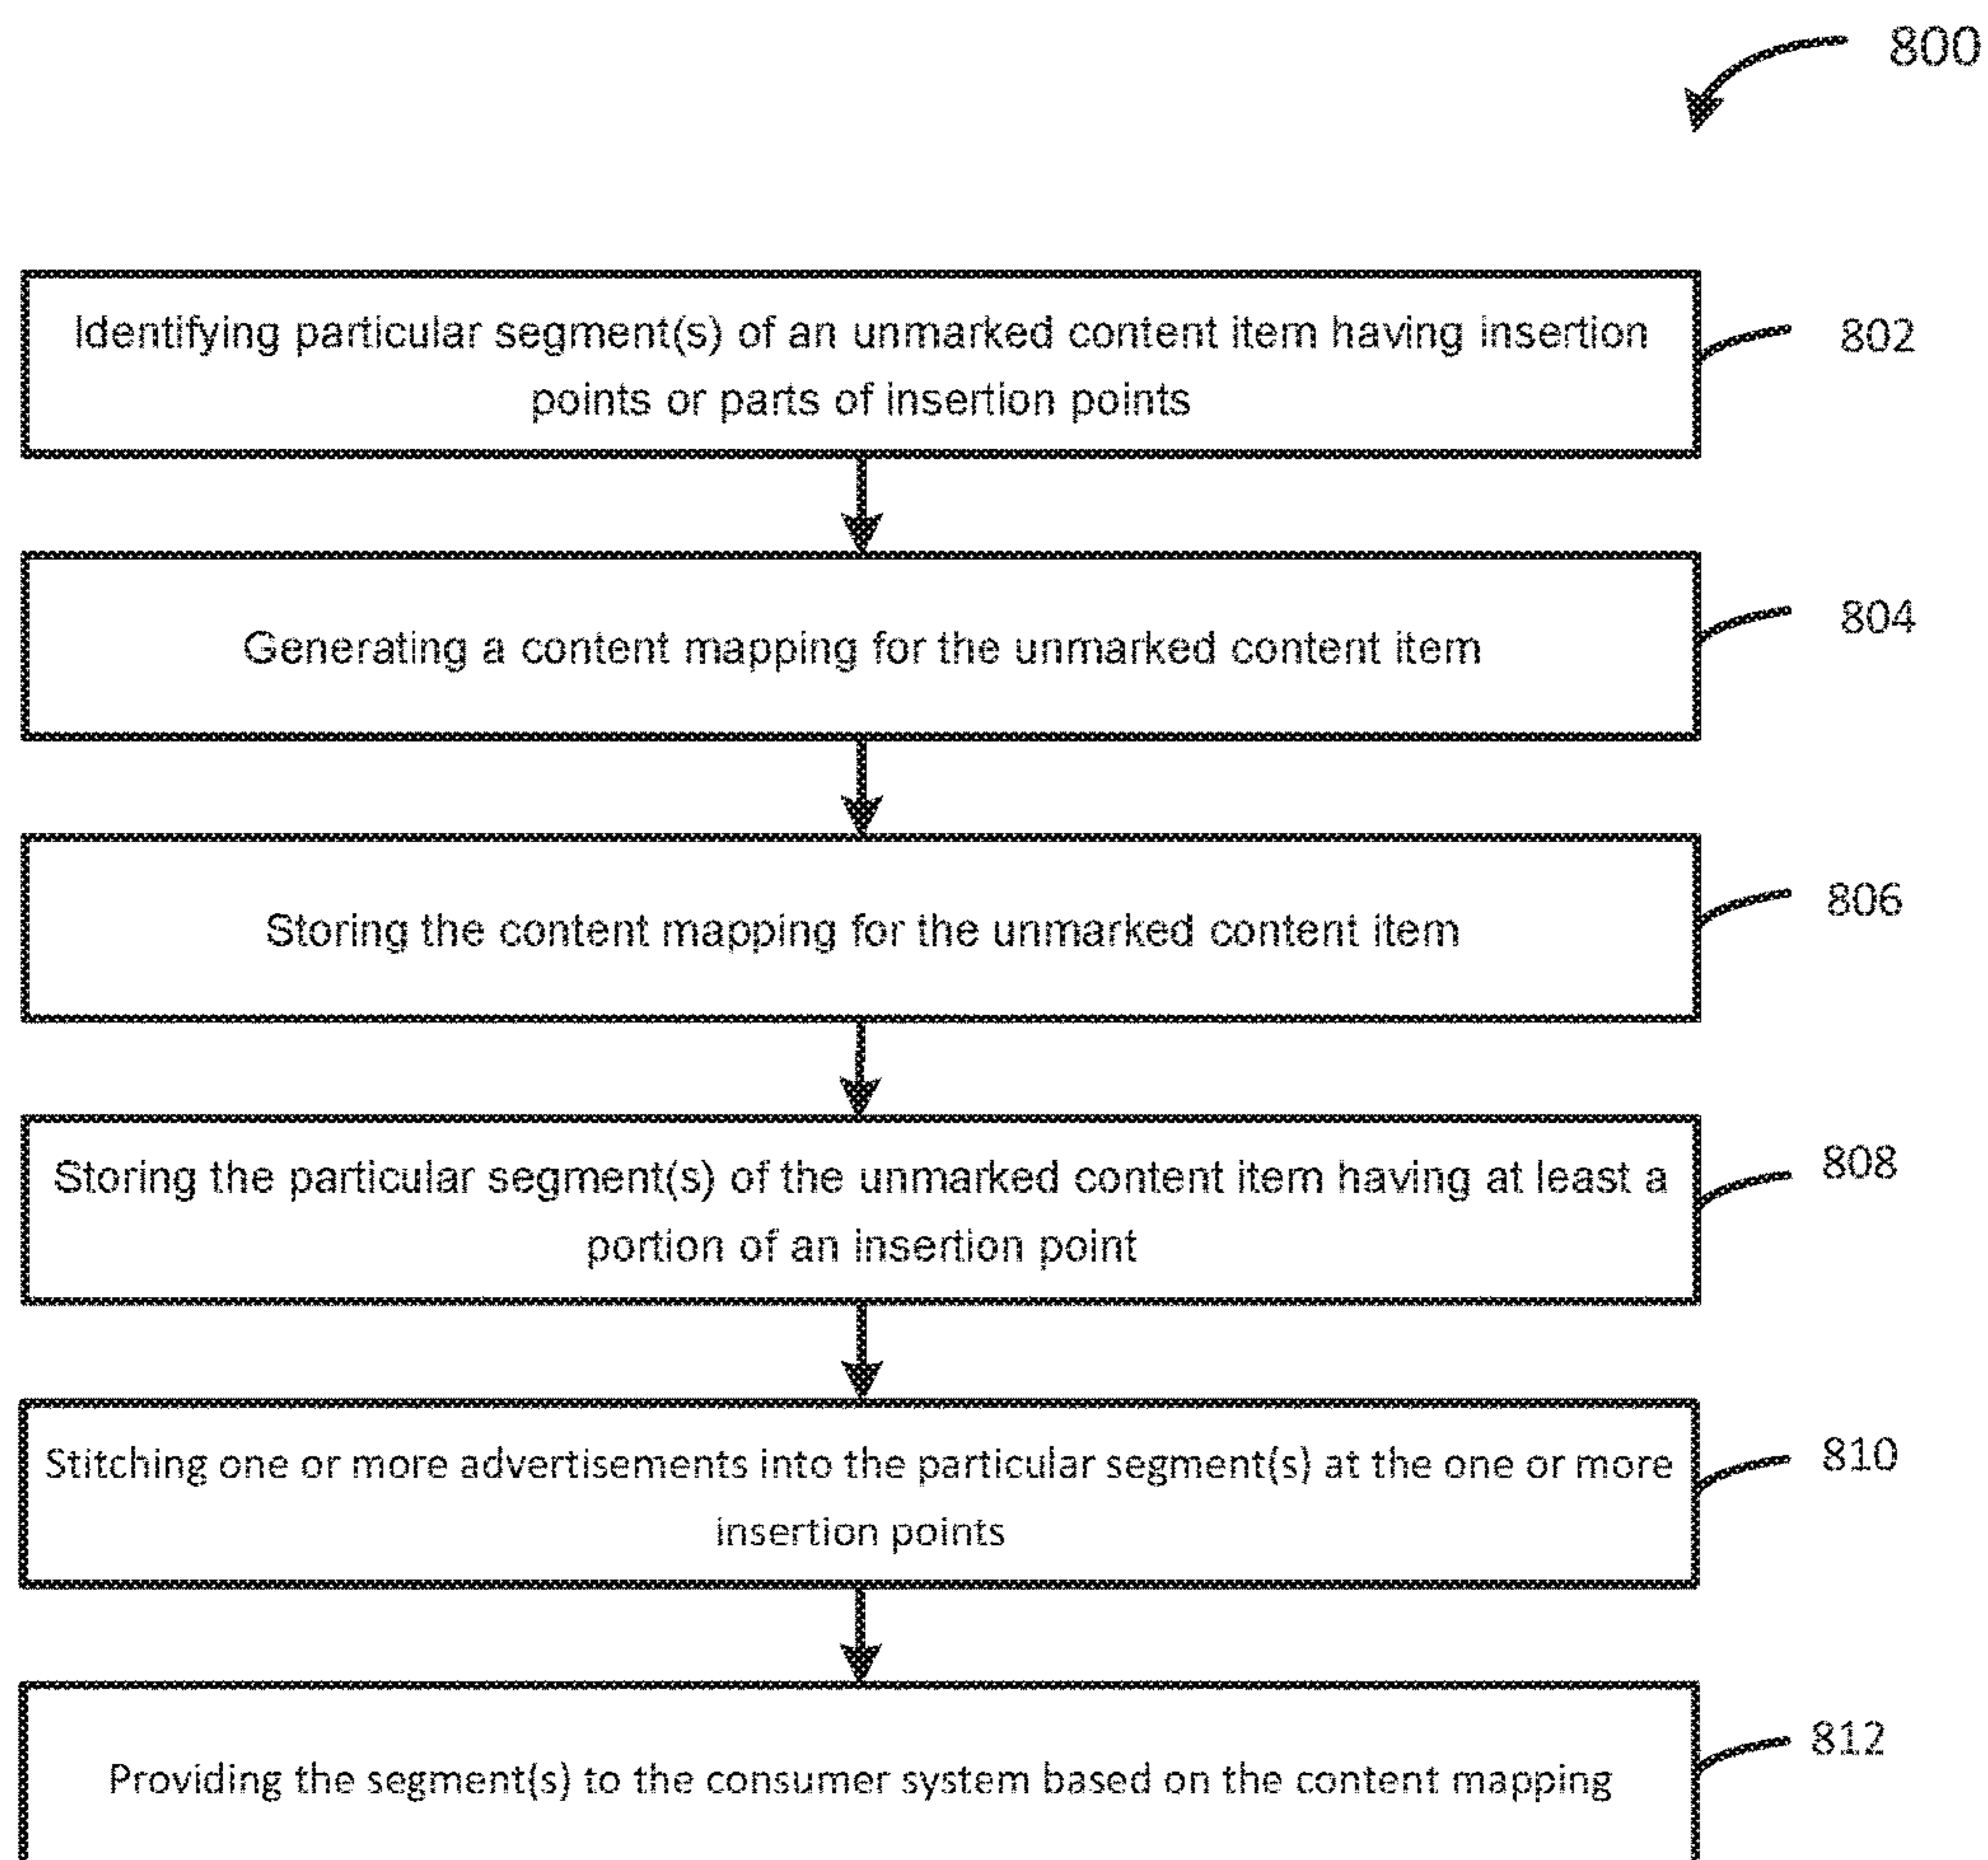 800
Identifying particular segment(s) of an unmarked content item having insertion
points or parts of insertion points
802
Generating a content mapping for the unmarked content item
804
Storing the content mapping for the unmarked content item
806
Storing the particular segment(s) of the unmarked content item having at least a
portion of an insertion point
808
Stitching one or more advertisements into the particular segment(s) at the one or more
insertion points
810
Providing the segment(s) to the consumer system based on the content mapping
812